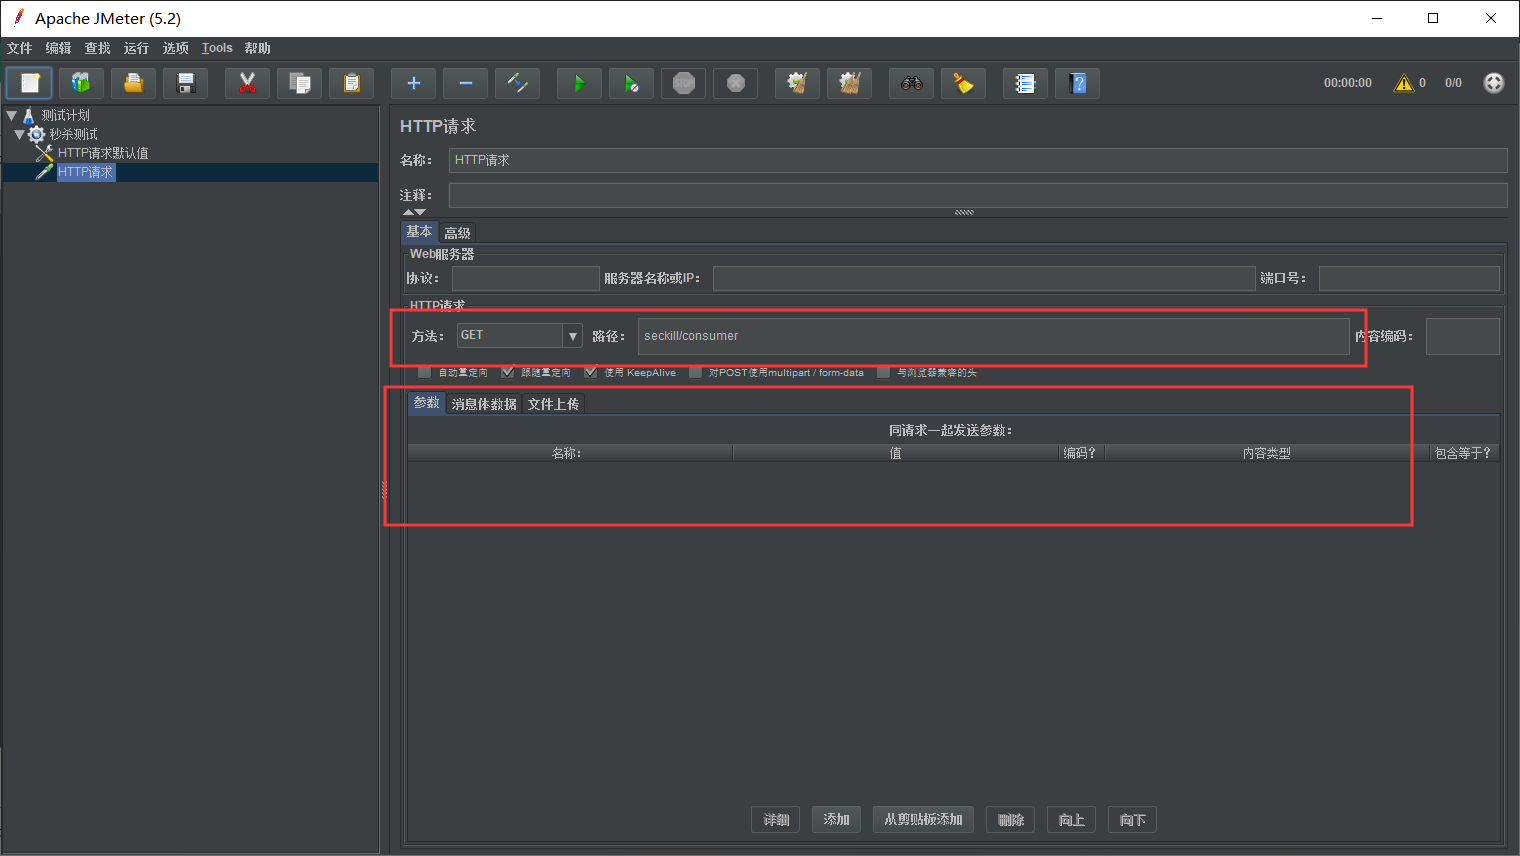 Apache JMeter (5.2)
文件 编辑 查找 运行 选项 Tools 帮助
STOP
00:00:00 0 0/0
测试计划
秒杀测试
HTTP请求默认值
HTTP请求
HTTP请求
名称： HTTP请求
注释：
基本 高级
Web服务器
协议： 服务器名称或IP： 端口号：
HTTP请求
方法： GET 路径： seckill/consumer 内容编码：
自动重定向 跟随重定向 使用 KeepAlive 对POST使用multipart / form-data 与浏览器兼容的头
参数 消息体数据 文件上传
同请求一起发送参数：
名称： 值 编码？ 内容类型 包含等于？
详细 添加 从剪贴板添加 删除 向上 向下